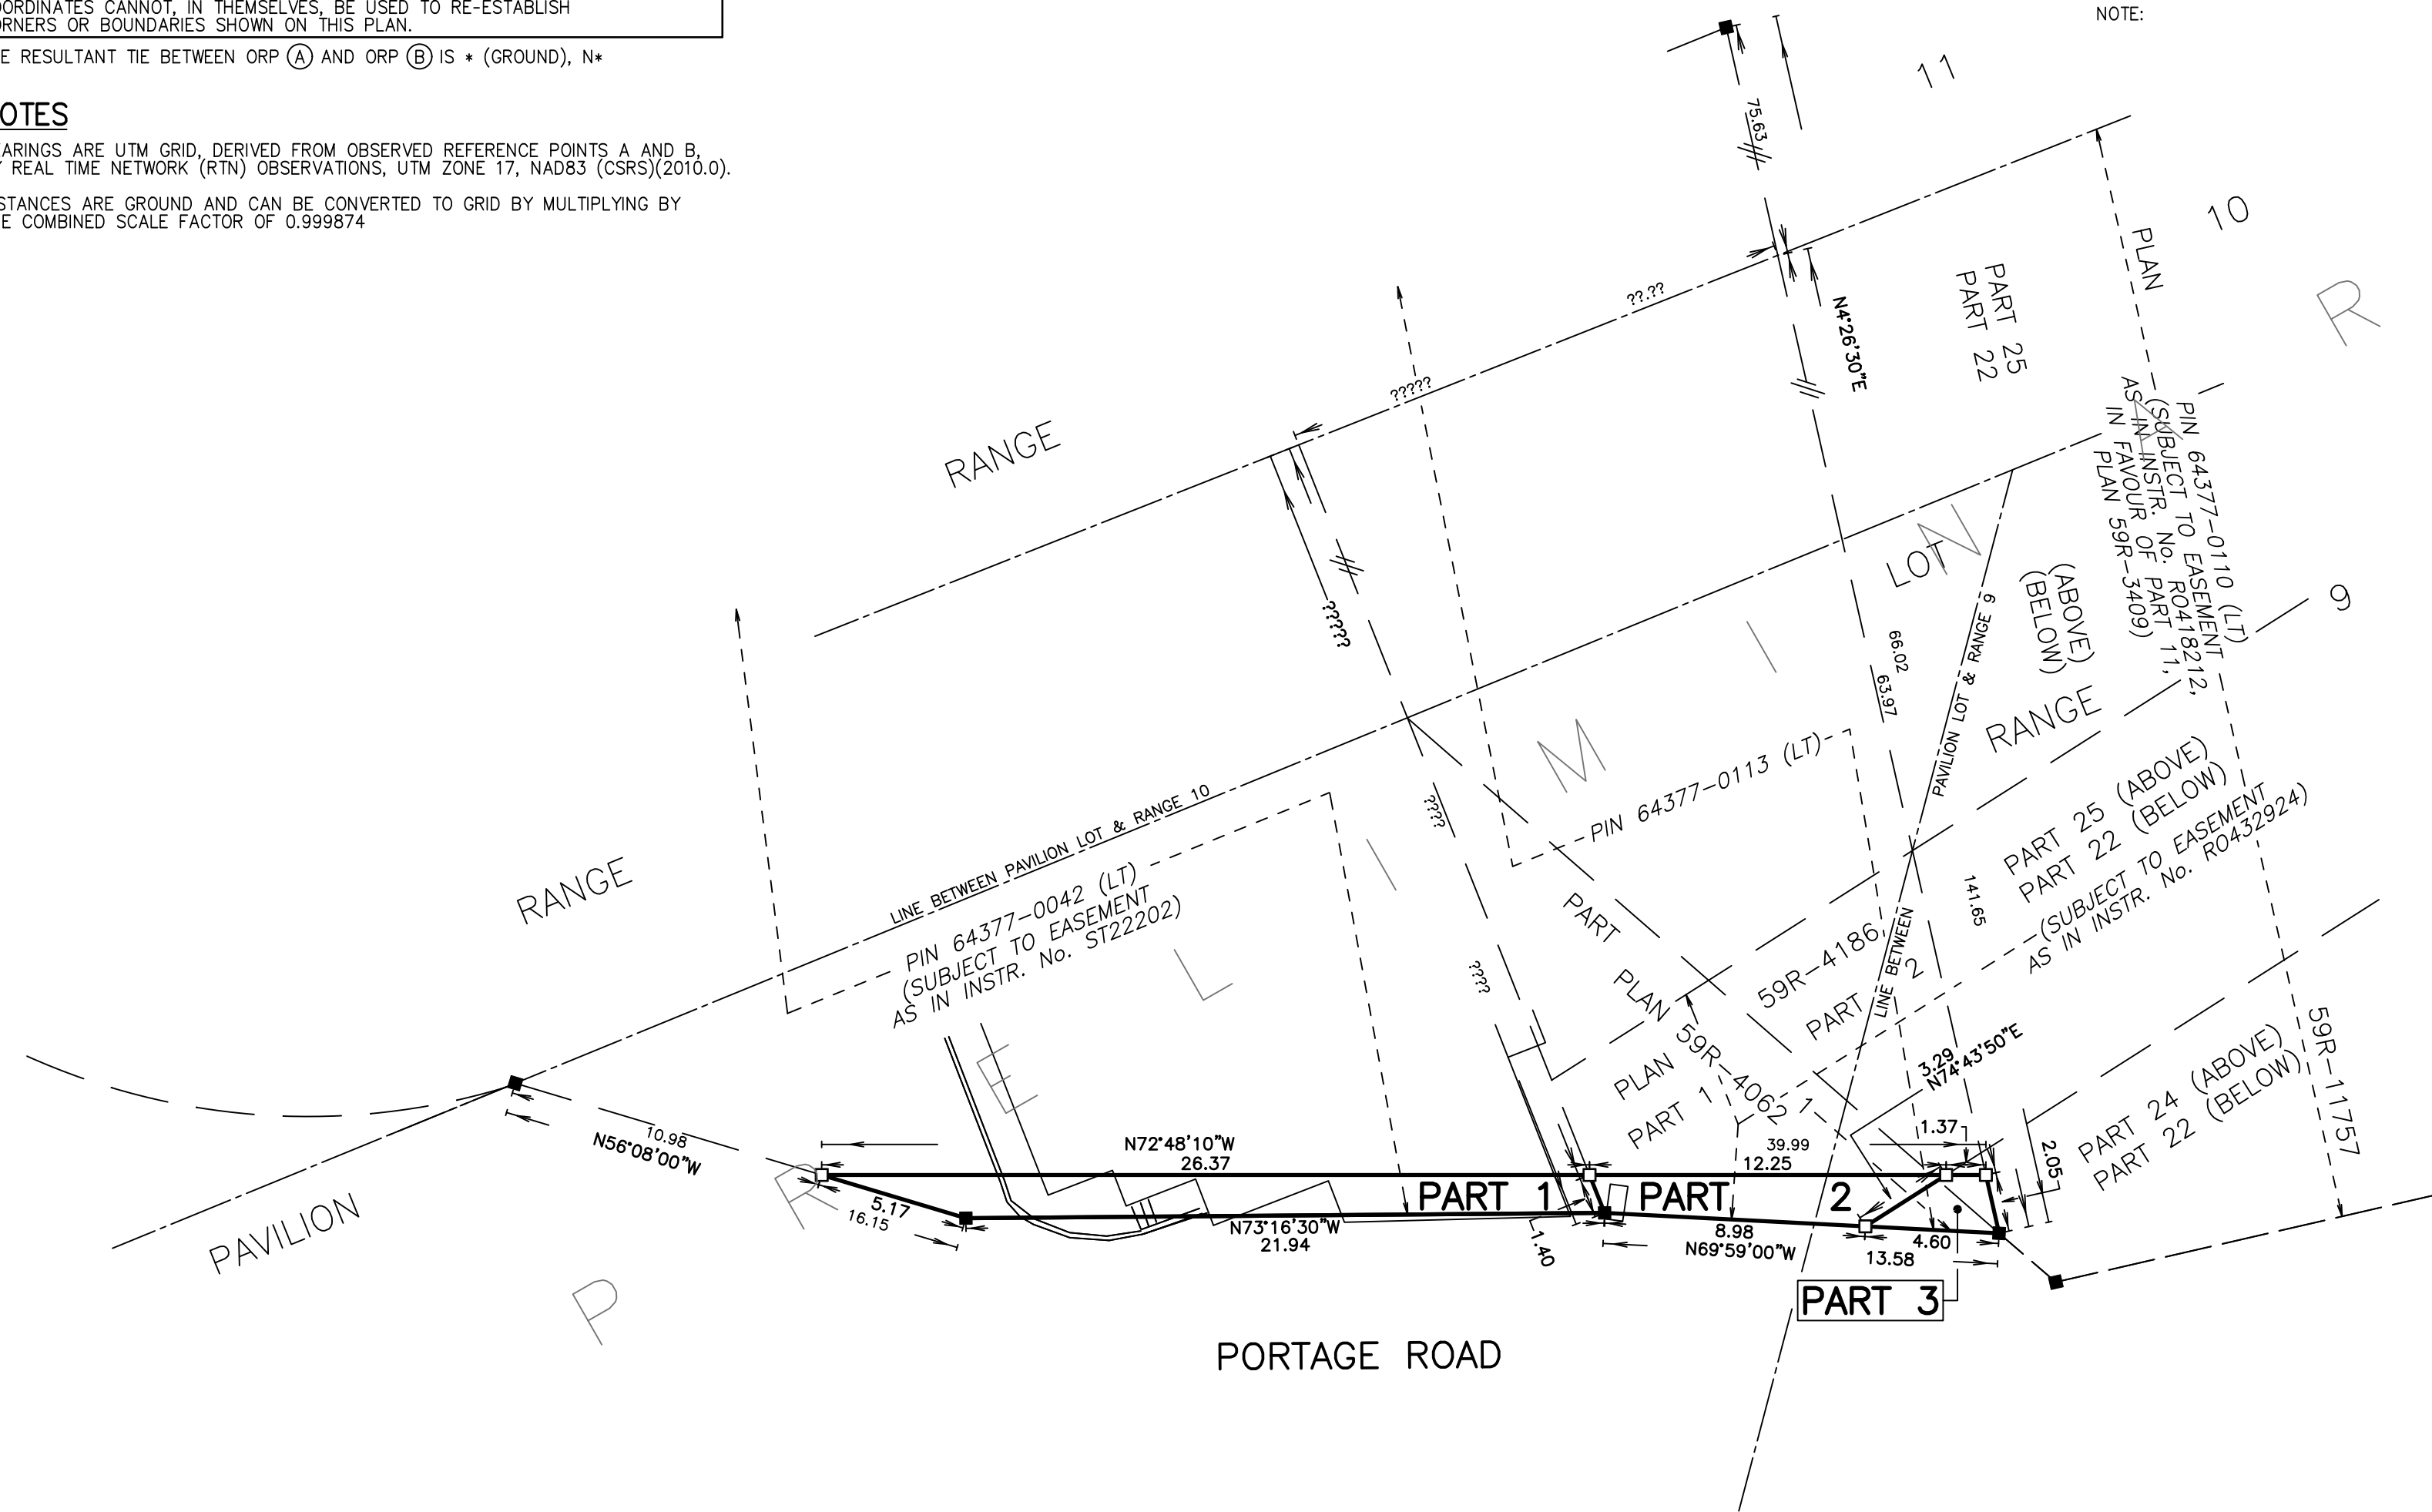 ORDINATES CANNOT, IN THEMSELVES, BE USED TO RE-ESTABLISH
RNERS OR BOUNDARIES SHOWN ON THIS PLAN.
E RESULTANT TIE BETWEEN ORP A AND ORP B IS * (GROUND), N*
OTES
ARINGS ARE UTM GRID, DERIVED FROM OBSERVED REFERENCE POINTS A AND B,
REAL TIME NETWORK (RTN) OBSERVATIONS, UTM ZONE 17, NAD83 (CSRS)(2010.0).
STANCES ARE GROUND AND CAN BE CONVERTED TO GRID BY MULTIPLYING BY
E COMBINED SCALE FACTOR OF 0.999874
NOTE:
11
75.63
10
PLAN
PART 25
PART 22
N4°26'30"E
??.??
?????
RANGE
?????
PIN 64377-0110 (LT)
(SUBJECT TO EASEMENT
AS IN INSTR. No. RO418212,
IN FAVOUR OF PART 11,
PLAN 59R-3409)
LOT
(ABOVE)
(BELOW)
9
66.02
63.97
PAVILION LOT & RANGE 9
RANGE
PIN 64377-0113 (LT)
????
LINE BETWEEN PAVILION LOT & RANGE 10
PIN 64377-0042 (LT)
(SUBJECT TO EASEMENT
AS IN INSTR. No. ST22202)
RANGE
PART 25 (ABOVE)
PART 22 (BELOW)
(SUBJECT TO EASEMENT
AS IN INSTR. No. RO432924)
141.65
PART
PLAN 59R-4062
1
????
59R-4186
PART 2
LINE BETWEEN
PLAN
PART 1
3.29
N74°43'50"E
59R-11757
PART 24 (ABOVE)
PART 22 (BELOW)
1.37
2.05
10.98
N56°08'00"W
N72°48'10"W
26.37
39.99
12.25
PART 1
PART 2
5.17
16.15
N73°16'30"W
21.94
1.40
8.98
N69°59'00"W
4.60
13.58
PART 3
PAVILION
PORTAGE ROAD
PRELIMINARY